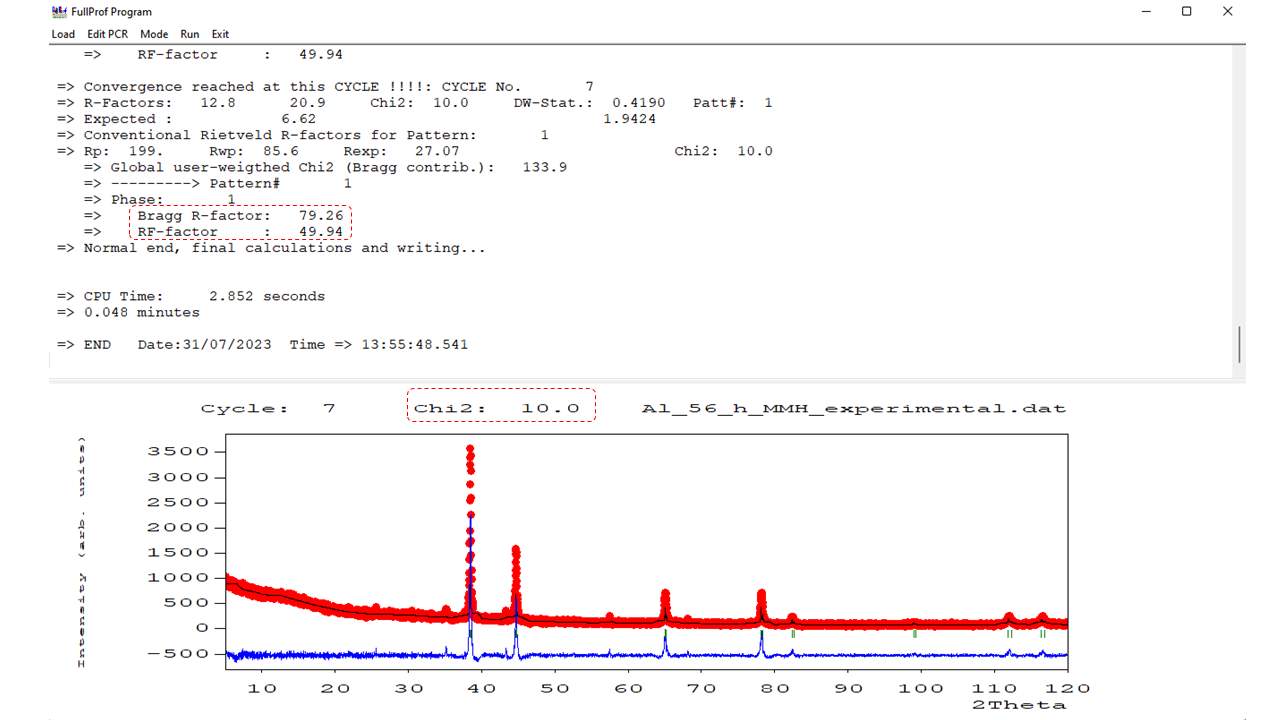 FullProf Program
Load Edit PCR Mode Run Exit
=> RF-factor : 49.94
=> Convergence reached at this CYCLE !!!!: CYCLE No. 7
=> R-Factors: 12.8 20.9 Chi2: 10.0 DW-Stat.: 0.4190 Patt#: 1
=> Expected : 6.62 1.9424
=> Conventional Rietveld R-factors for Pattern: 1
=> Rp: 199. Rwp: 85.6 Rexp: 27.07 Chi2: 10.0
=> Global user-weigthed Chi2 (Bragg contrib.): 133.9
=> ---------> Pattern# 1
=> Phase: 1
=> Bragg R-factor: 79.26
=> RF-factor : 49.94
=> Normal end, final calculations and writing...
=> CPU Time: 2.852 seconds
=> 0.048 minutes
=> END Date:31/07/2023 Time => 13:55:48.541
Cycle: 7 Chi2: 10.0 Al_56_h_MMH_experimental.dat
Intensity (arb. units)
3500
3000
2500
2000
1500
1000
500
0
-500
10 20 30 40 50 60 70 80 90 100 110 120
2Theta